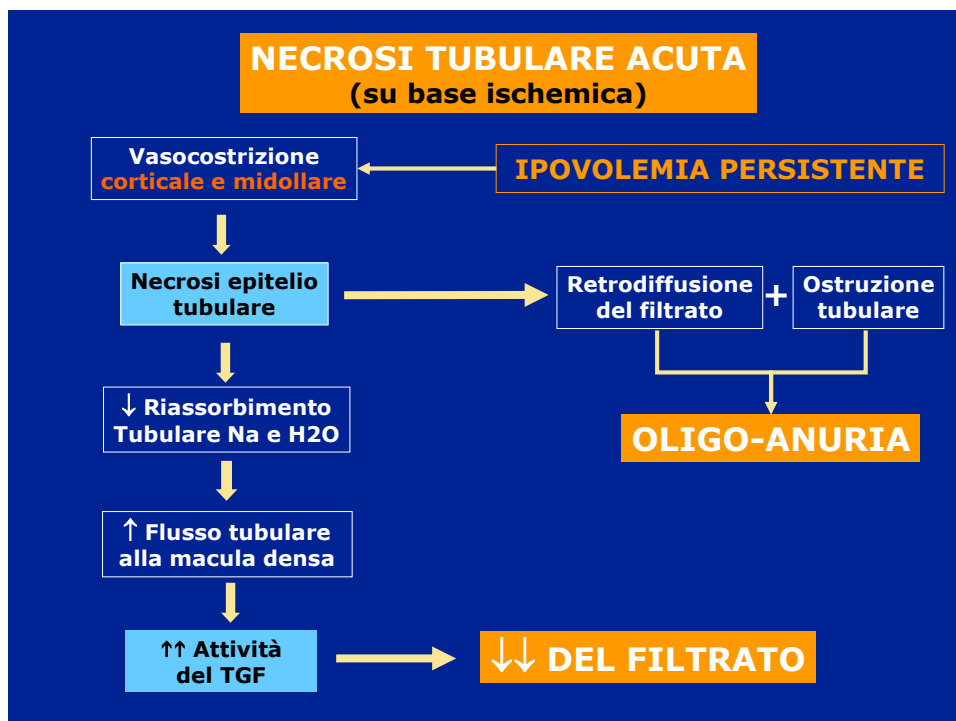 NECROSI TUBULARE ACUTA
(su base ischemica)
Vasocostrizione
corticale e midollare
IPOVOLEMIA PERSISTENTE
Necrosi epitelio
tubulare
Retrodiffusione
del filtrato
+
Ostruzione
tubulare
↓ Riassorbimento
Tubulare Na e H2O
OLIGO-ANURIA
↑ Flusso tubulare
alla macula densa
↑↑ Attività
del TGF
↓↓ DEL FILTRATO